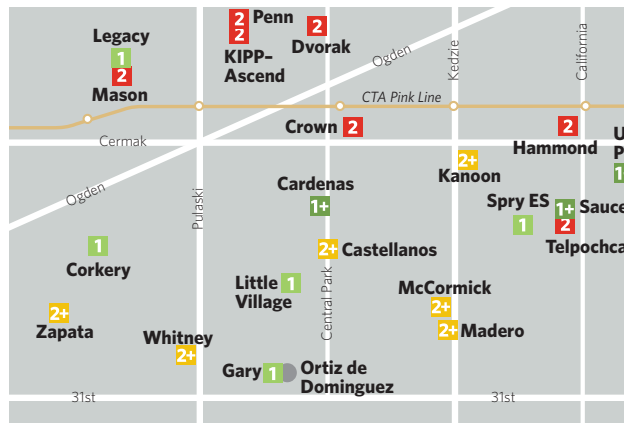 2 Penn
2
KIPP–
Ascend
2
Dvorak
Ogden
Kedzie
California
Legacy
1
2
Mason
CTA Pink Line
Crown 2
2
Hammond
U
P
1+
Cermak
2+
Kanoon
Ogden
Pulaski
Cardenas
1+
Spry ES
1
1+ Sauce
2
Telpochca
1
Corkery
2+ Castellanos
Central Park
Little
Village
1
McCormick
2+
2+ Madero
2+
Zapata
Whitney
2+
Gary 1
Ortiz de
Dominguez
31st
31st